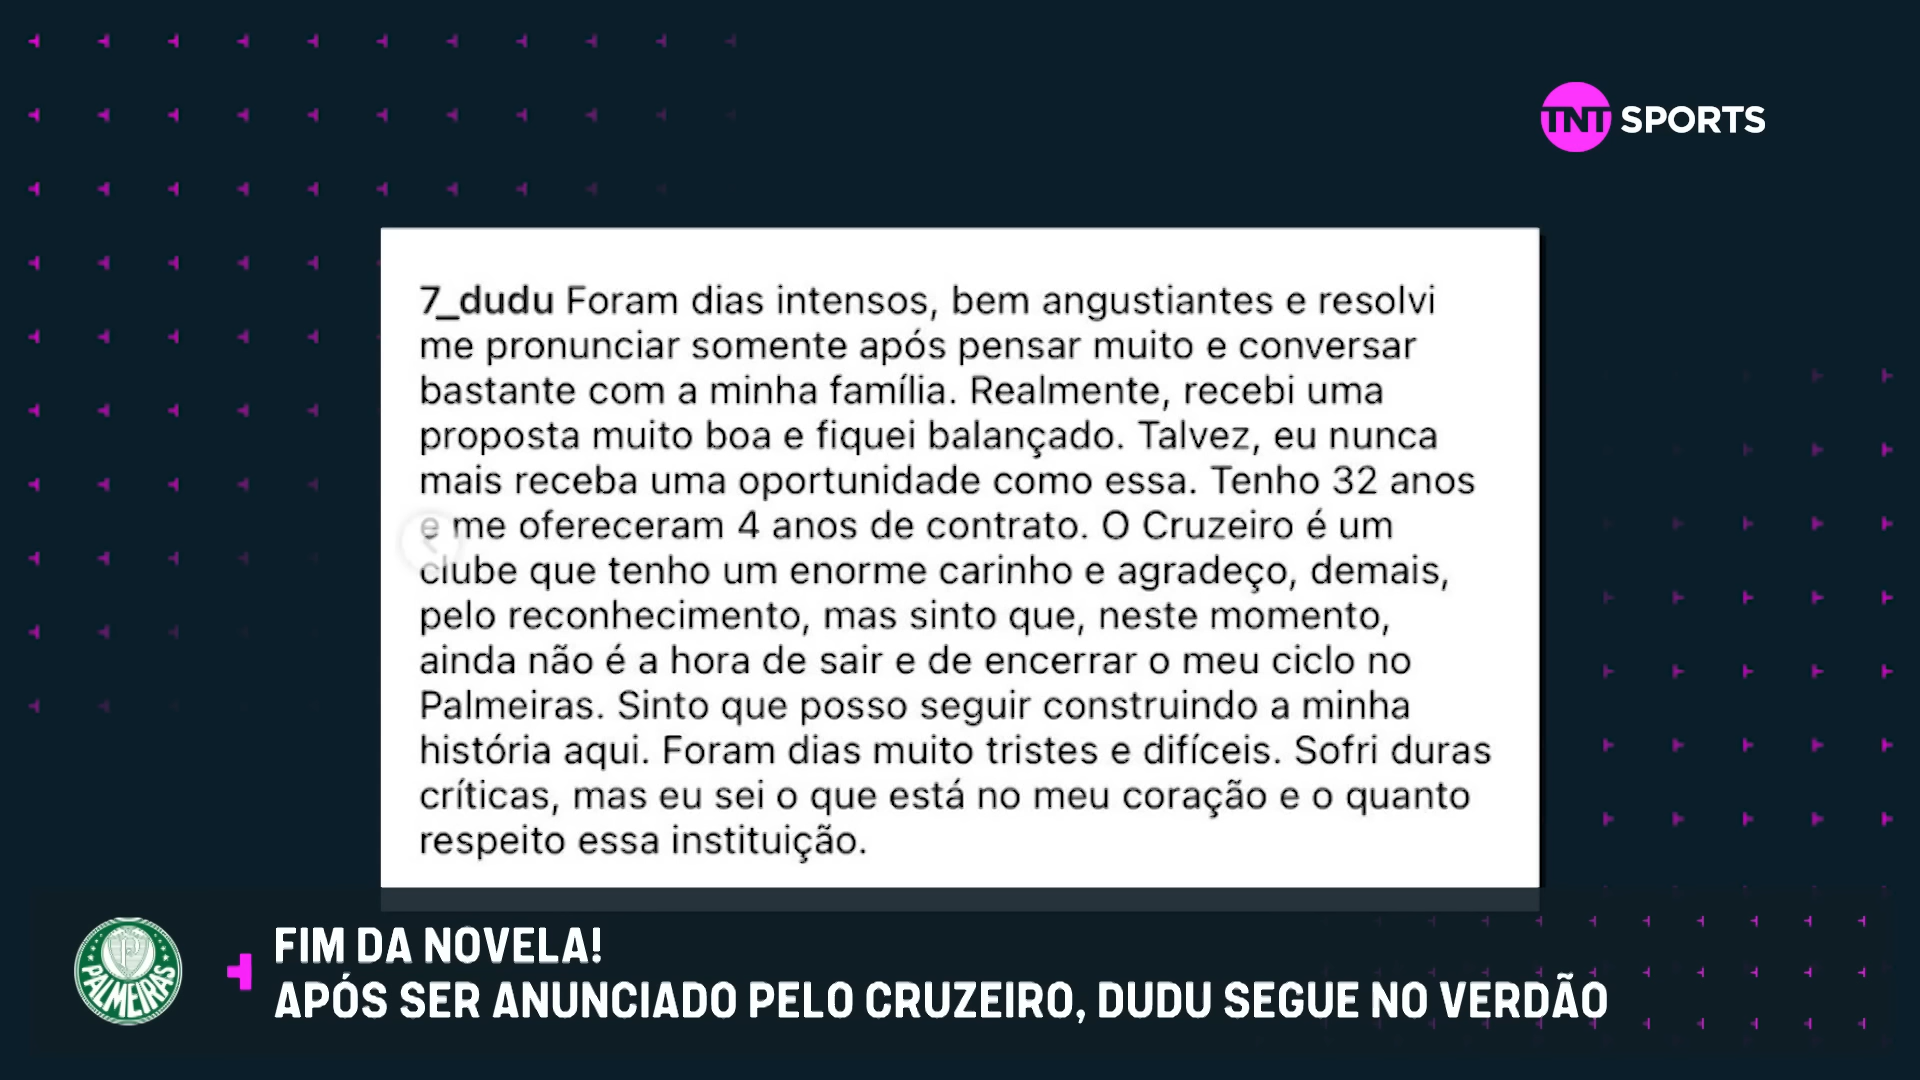 TNT SPORTS
7_dudu Foram dias intensos, bem angustiantes e resolvi
me pronunciar somente após pensar muito e conversar
bastante com a minha família. Realmente, recebi uma
proposta muito boa e fiquei balançado. Talvez, eu nunca
mais receba uma oportunidade como essa. Tenho 32 anos
e me ofereceram 4 anos de contrato. O Cruzeiro é um
clube que tenho um enorme carinho e agradeço, demais,
pelo reconhecimento, mas sinto que, neste momento,
ainda não é a hora de sair e de encerrar o meu ciclo no
Palmeiras. Sinto que posso seguir construindo a minha
história aqui. Foram dias muito tristes e difíceis. Sofri duras
críticas, mas eu sei o que está no meu coração e o quanto
respeito essa instituição.
PALMEIRAS
FIM DA NOVELA!
APÓS SER ANUNCIADO PELO CRUZEIRO, DUDU SEGUE NO VERDÃO